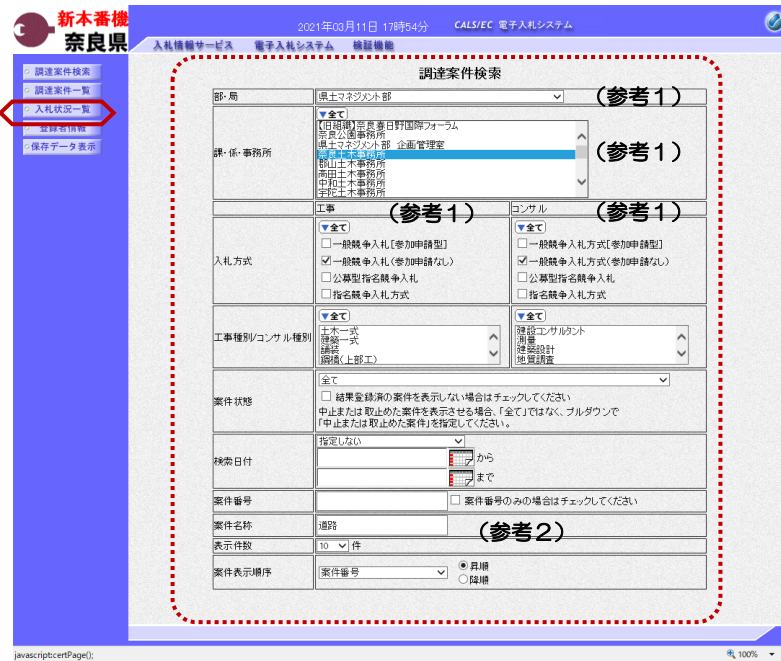 新本番機
奈良県
2021年03月11日 17時54分
CALS/EC 電子入札システム
入札情報サービス
電子入札システム
検証機能
調達案件検索
調達案件一覧
入札状況一覧
登録者情報
保存データ表示
調達案件検索
部・局
県土マネジメント部
(参考1)
課・係・事務所
▼全て
【旧組織】奈良春日野国際フォーラム
奈良公園事務所
県土マネジメント部 企画管理室
奈良土木事務所
郡山土木事務所
高田土木事務所
中和土木事務所
宇陀土木事務所
(参考1)
工事
(参考1)
コンサル
(参考1)
入札方式
▼全て
一般競争入札[参加申請型]
一般競争入札(参加申請なし)
公募型指名競争入札
指名競争入札方式
▼全て
一般競争入札方式[参加申請型]
一般競争入札方式(参加申請なし)
公募型指名競争入札
指名競争入札方式
工事種別/コンサル種別
▼全て
土木一式
建築一式
舗装
鋼橋(上部工)
▼全て
建設コンサルタント
測量
建築設計
地質調査
案件状態
全て
結果登録済の案件を表示しない場合はチェックしてください
中止または取止めた案件を表示させる場合、「全て」ではなく、プルダウンで
「中止または取止めた案件」を指定してください。
検索日付
指定しない
から
まで
案件番号
案件番号のみの場合はチェックしてください
案件名称
道路
(参考2)
表示件数
10 件
案件表示順序
案件番号
昇順
降順
javascript:certPage();
100%